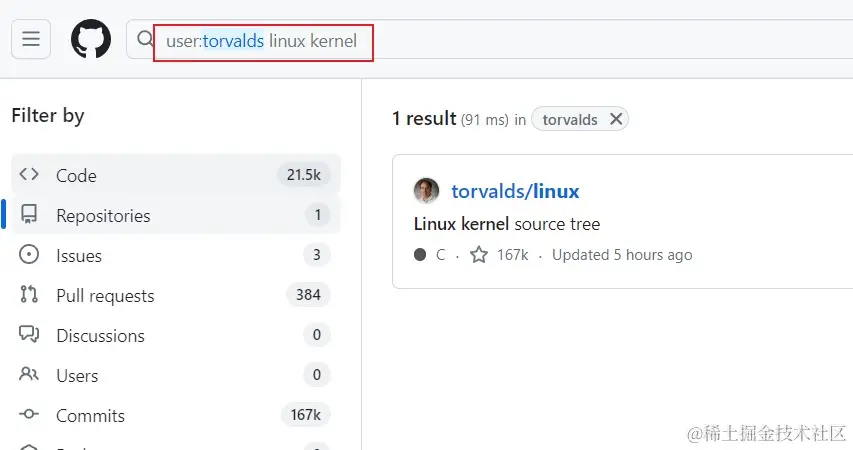 user:torvalds linux kernel
Filter by
1 result (91 ms) in torvalds
Code 21.5k
Repositories 1
torvalds/linux
Linux kernel source tree
Issues 3
C · 167k · Updated 5 hours ago
Pull requests 384
Discussions 0
Users 0
Commits 167k
@稀土掘金技术社区